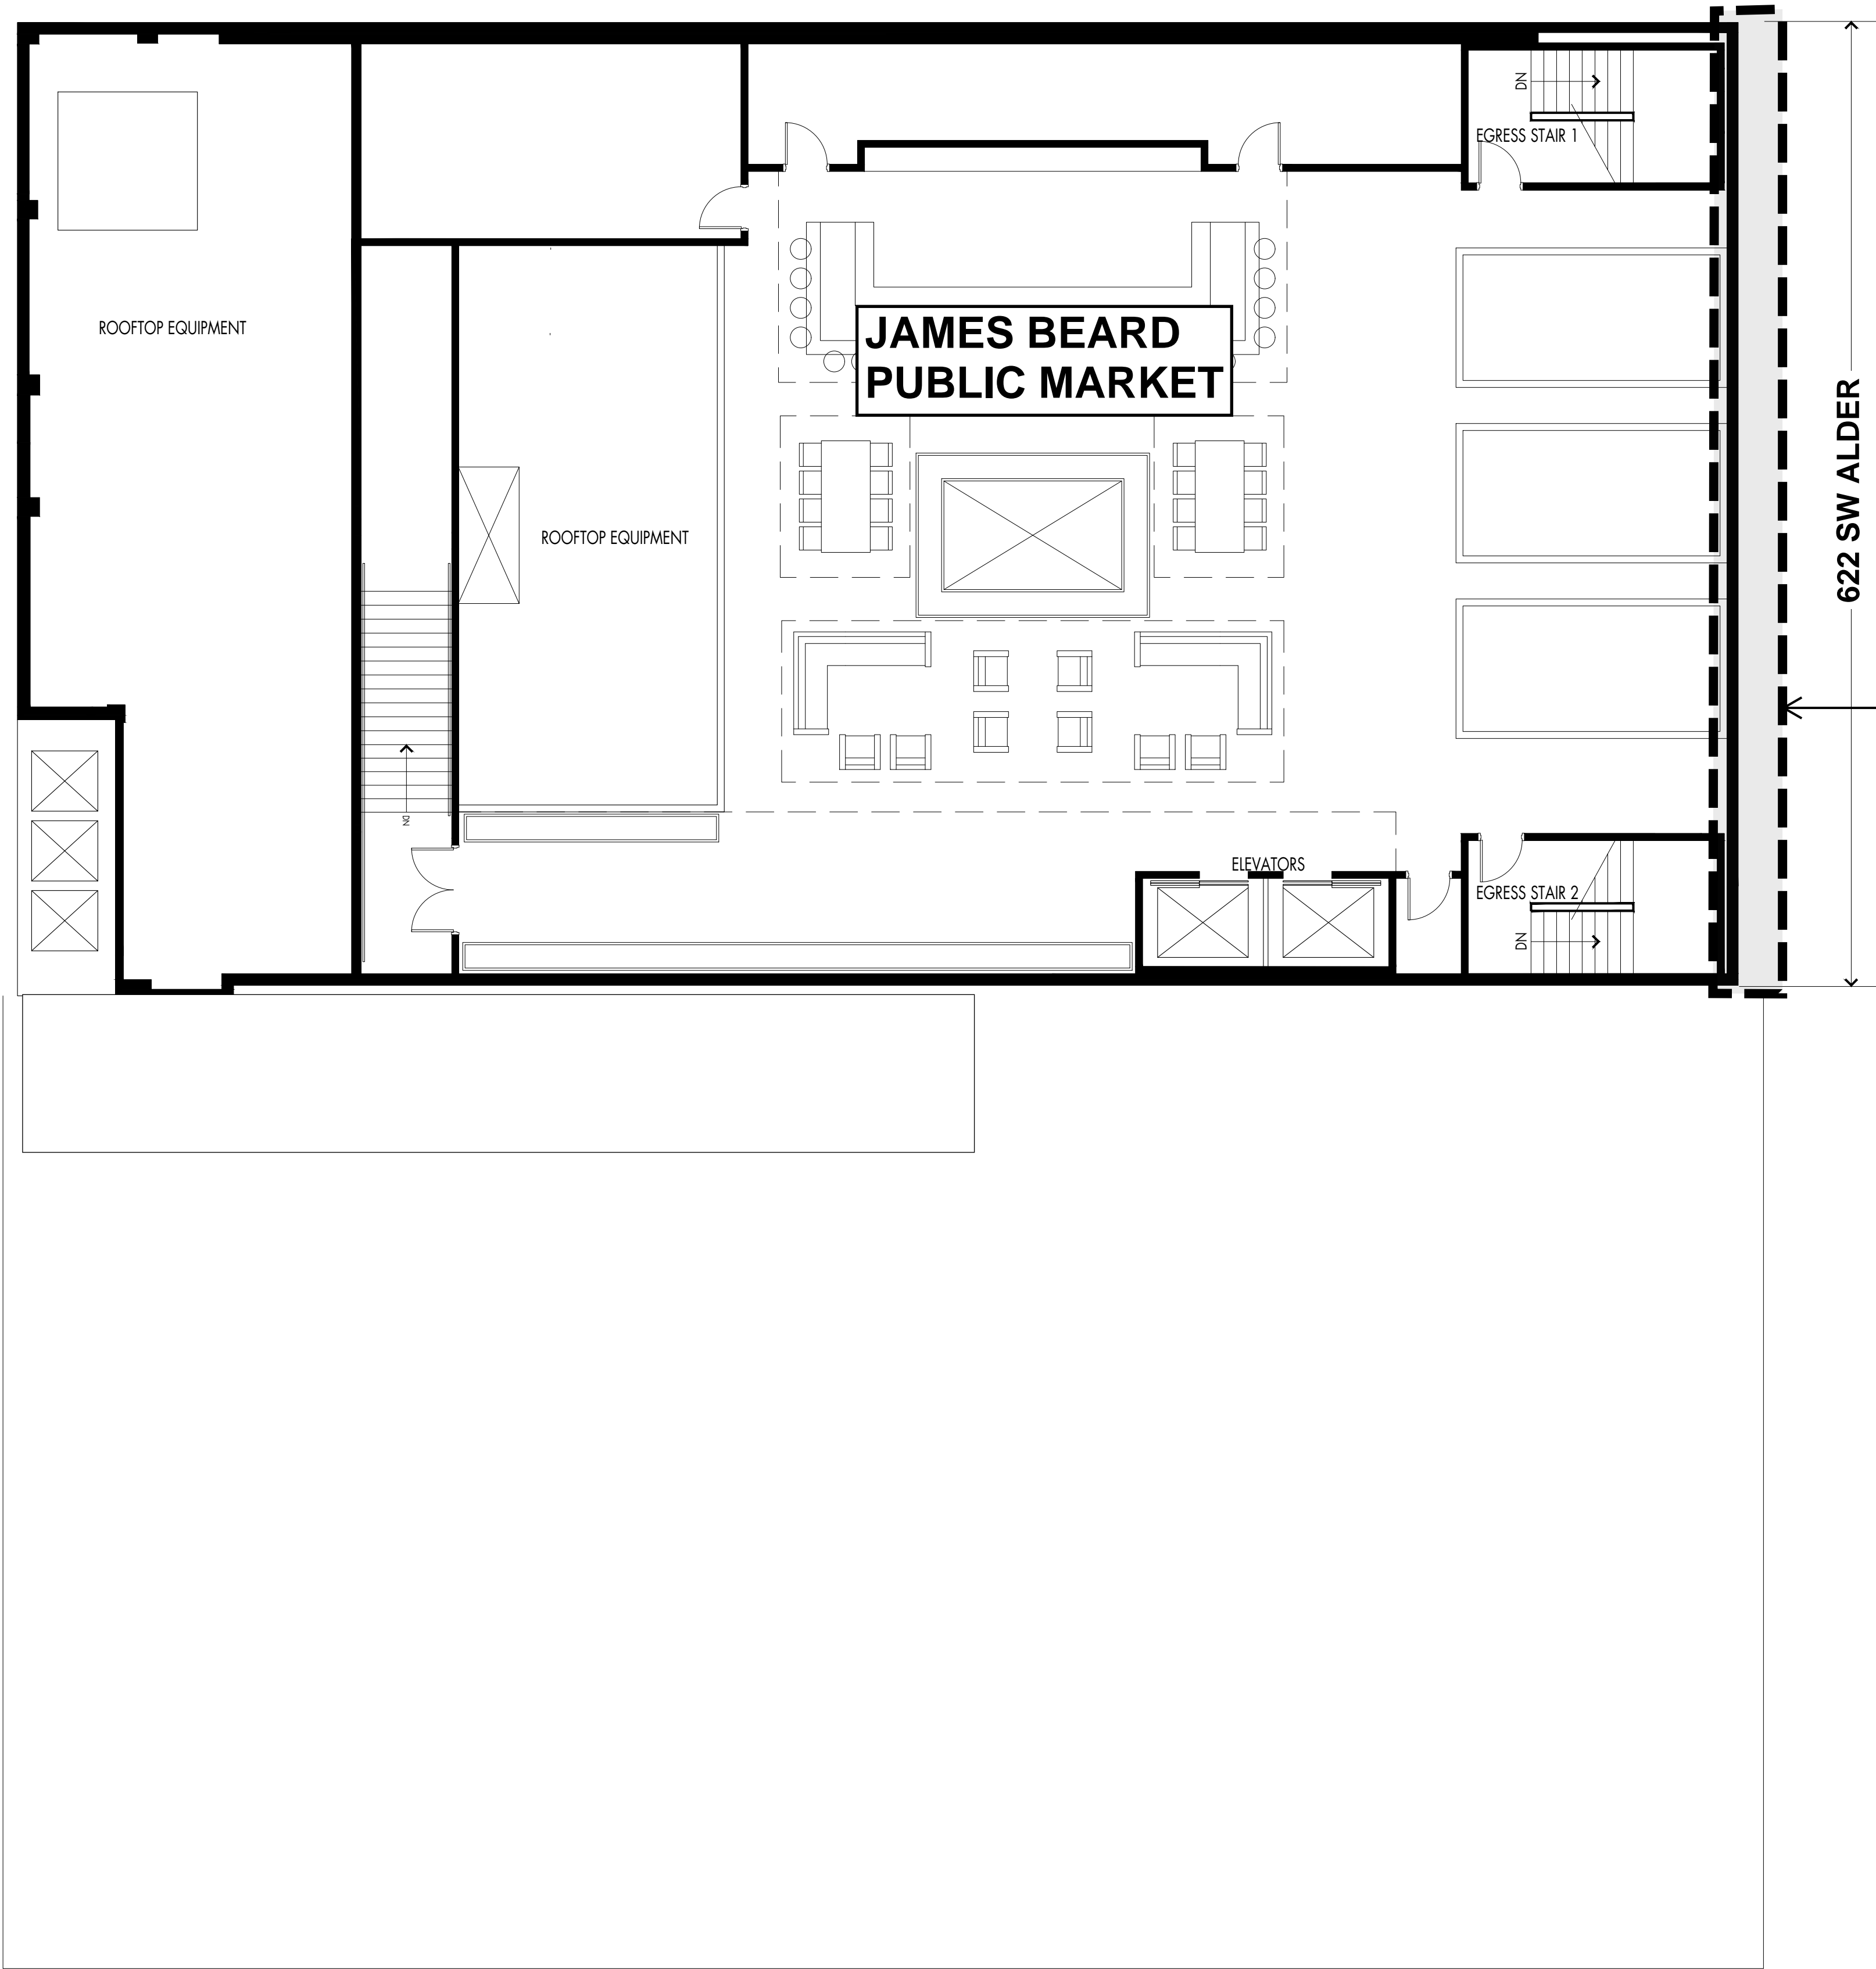 DN
EGRESS STAIR 1
ROOFTOP EQUIPMENT
JAMES BEARD
PUBLIC MARKET
622 SW ALDER
ROOFTOP EQUIPMENT
DN
ELEVATORS
EGRESS STAIR 2
DN